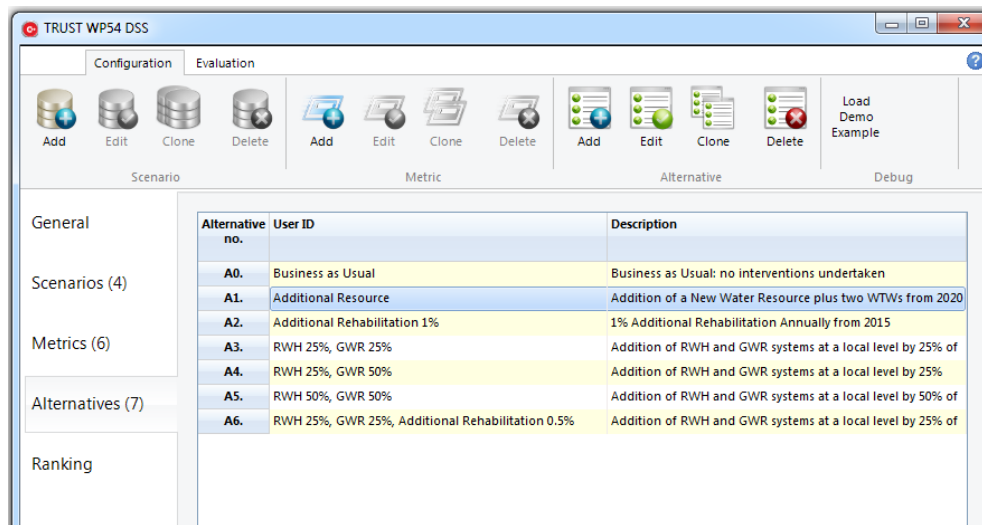 TRUST WP54 DSS
Configuration
Evaluation
Add
Edit
Clone
Delete
Add
Edit
Clone
Delete
Add
Edit
Clone
Delete
Load
Demo
Example
Scenario
Metric
Alternative
Debug
General
Scenarios (4)
Metrics (6)
Alternatives (7)
Ranking
Alternative no. User ID Description
A0. Business as Usual Business as Usual: no interventions undertaken
A1. Additional Resource Addition of a New Water Resource plus two WTWs from 2020
A2. Additional Rehabilitation 1% 1% Additional Rehabilitation Annually from 2015
A3. RWH 25%, GWR 25% Addition of RWH and GWR systems at a local level by 25% of
A4. RWH 25%, GWR 50% Addition of RWH and GWR systems at a local level by 25%
A5. RWH 50%, GWR 50% Addition of RWH and GWR systems at a local level by 50% of
A6. RWH 25%, GWR 25%, Additional Rehabilitation 0.5% Addition of RWH and GWR systems at a local level by 25% of